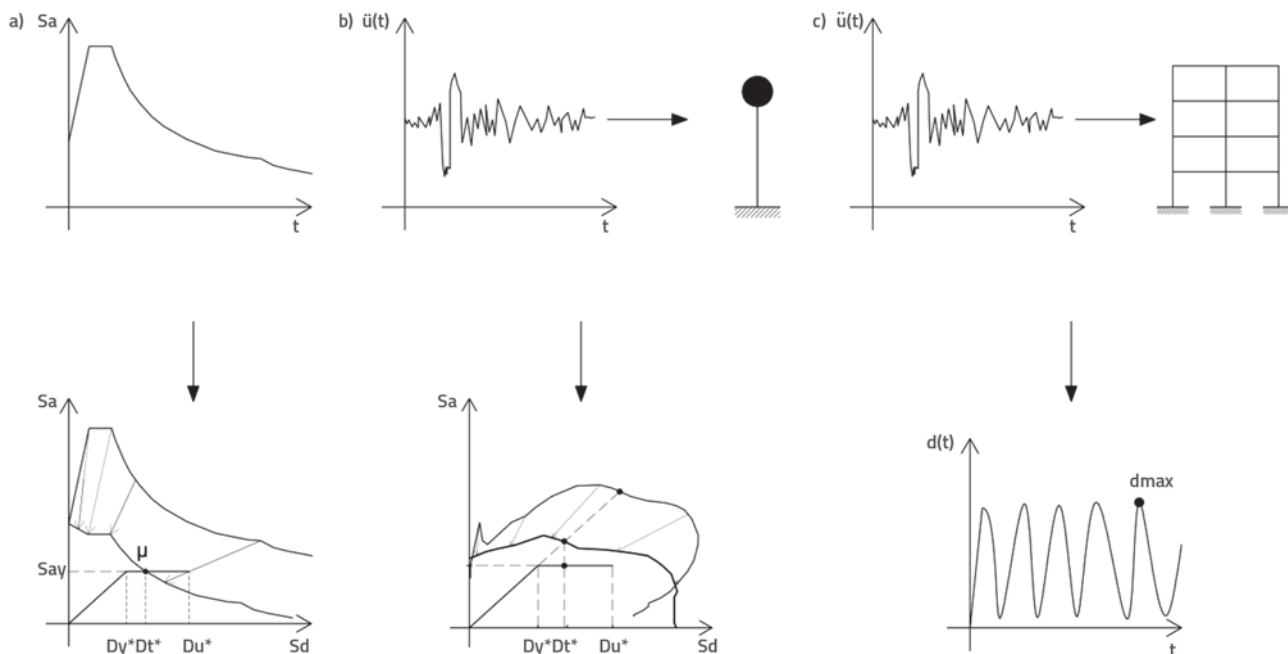 a) Sa
t
b) ü(t)
t
c) ü(t)
t
Sa
μ
Say
Dy* Dt* Du* Sd
Sa
Dy* Dt* Du* Sd
d(t)
dmax
t